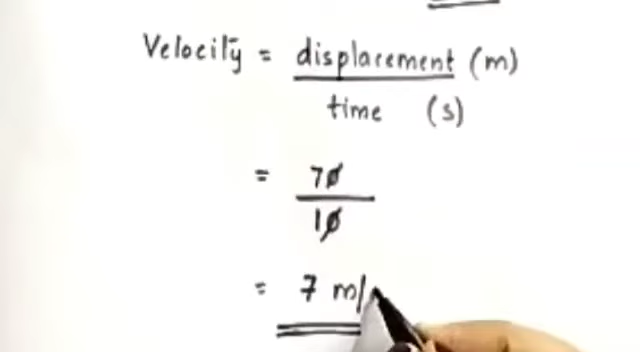 Velocity = displacement (m)
time (s)
= 70
10
= 7 m/